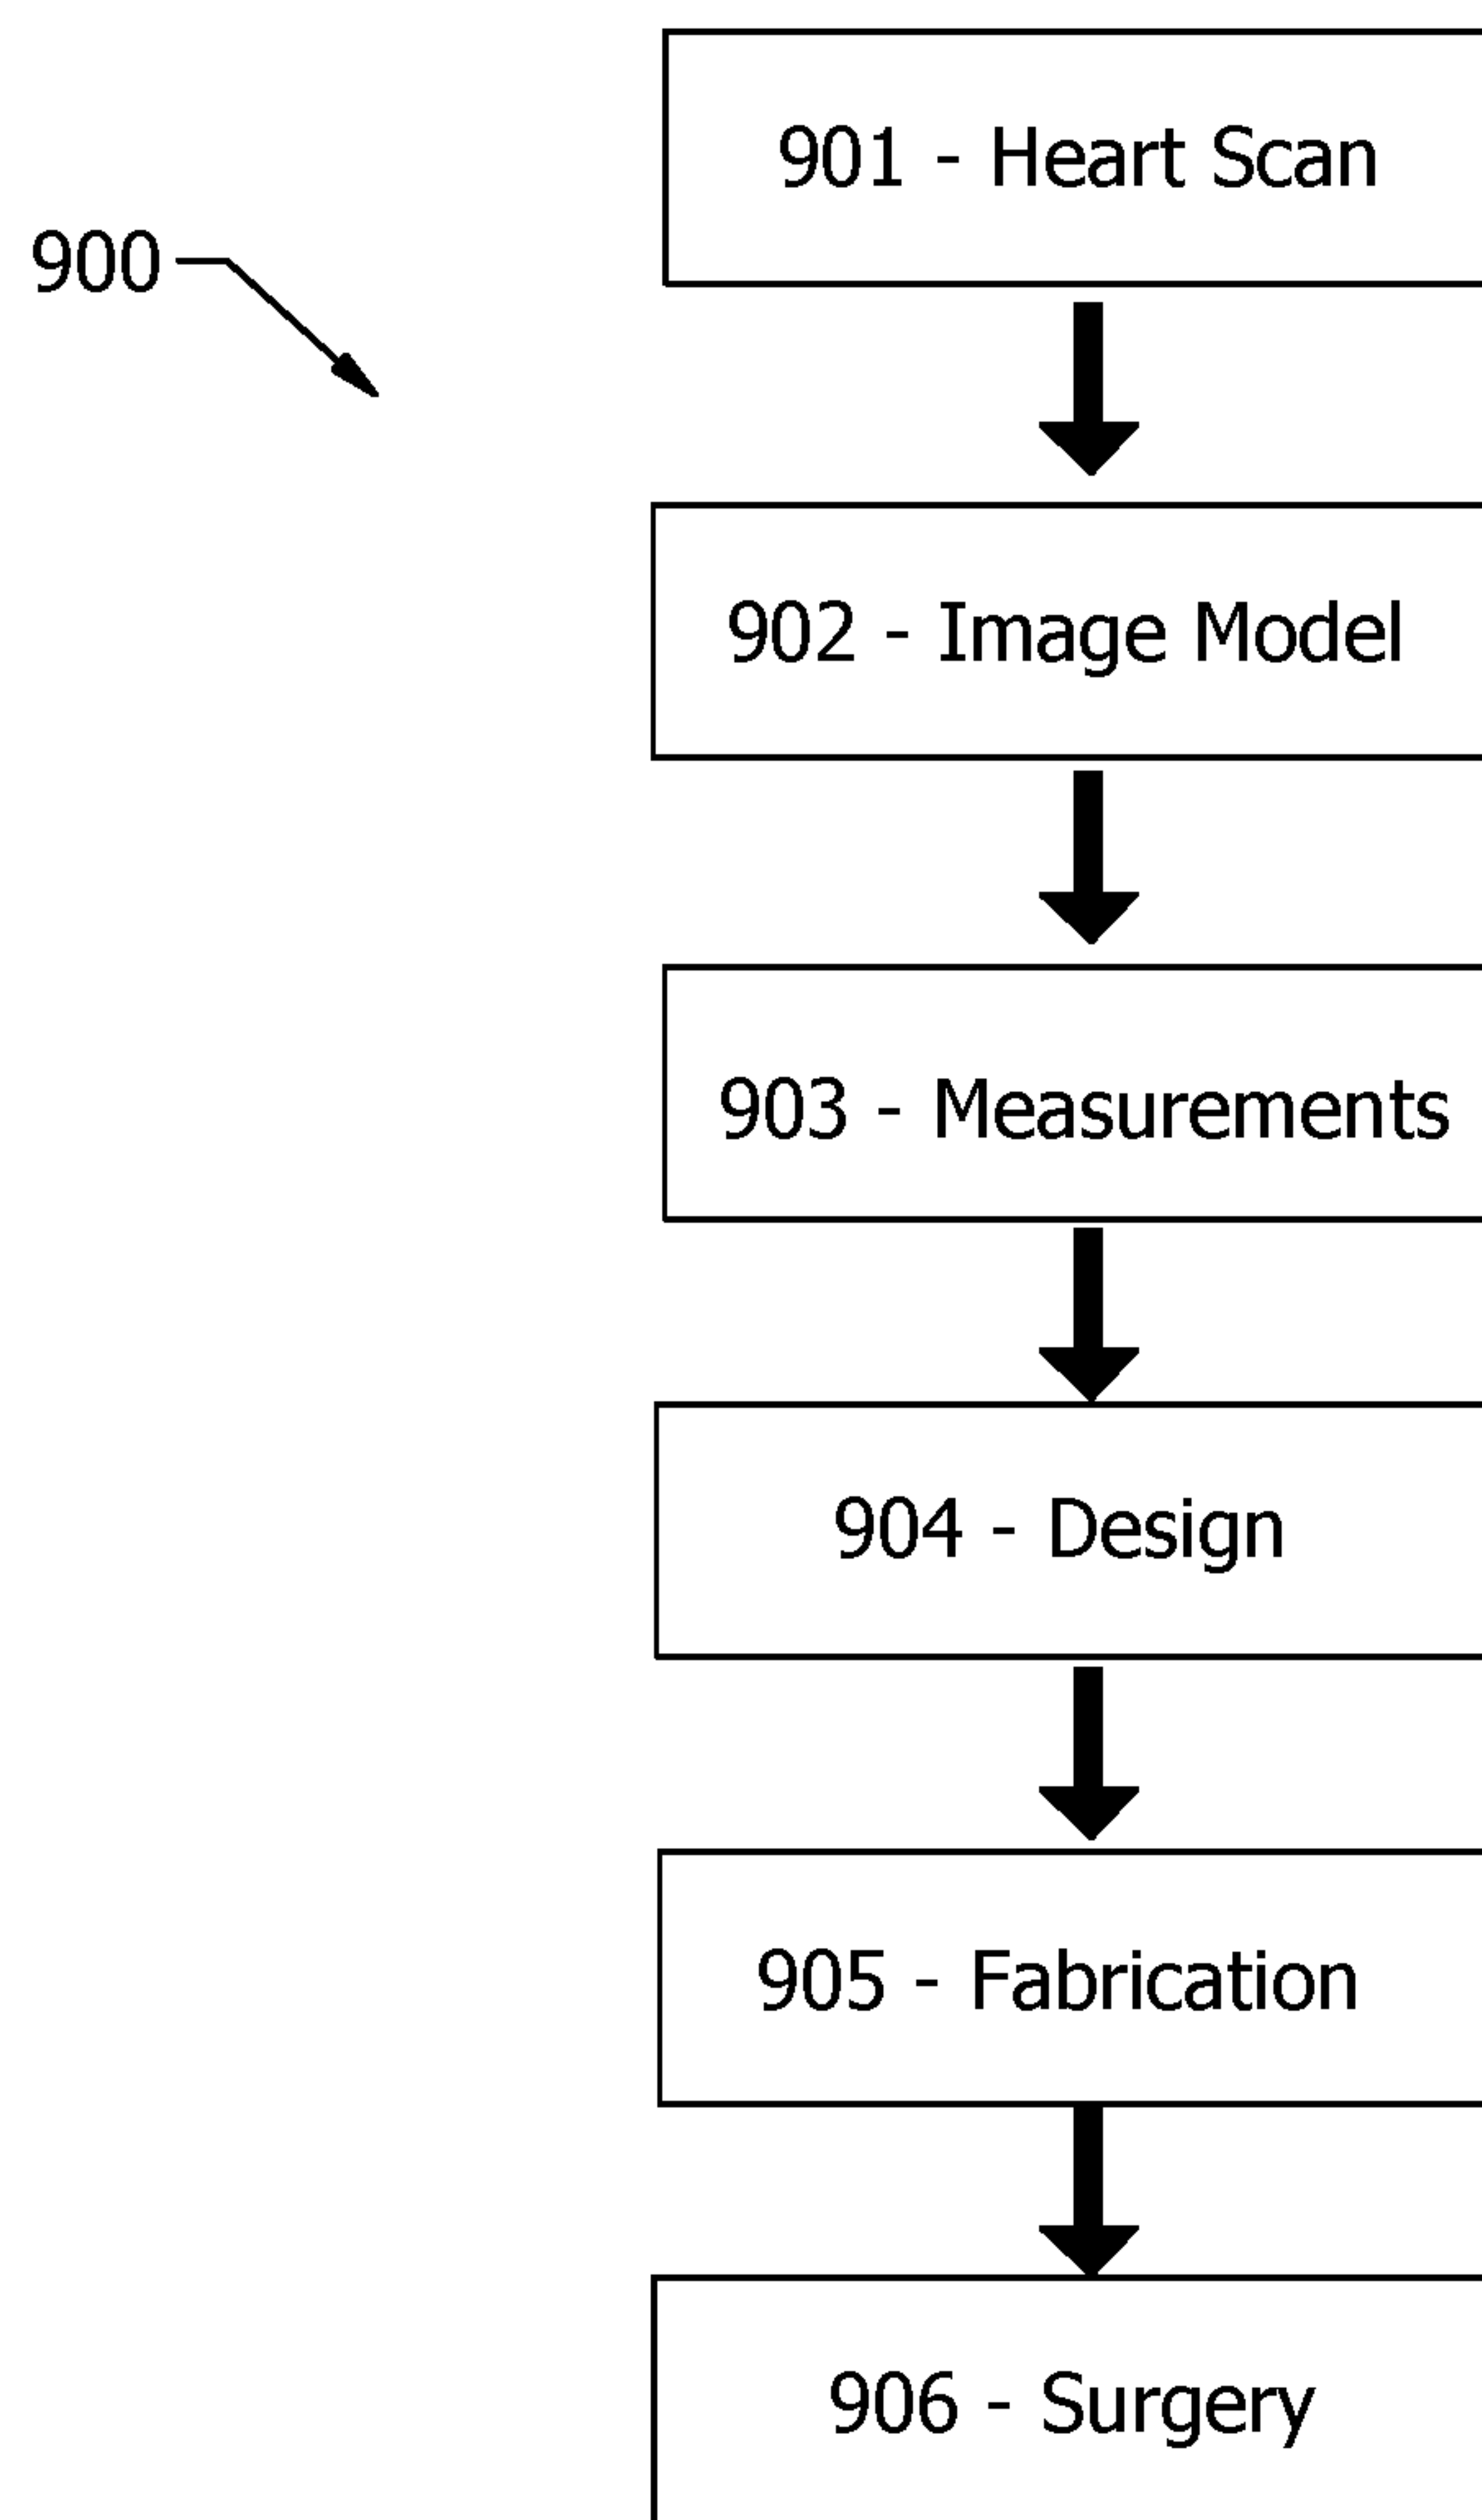 901 - Heart Scan
900
902 - Image Model
903 - Measurements
904 - Design
905 - Fabrication
906 - Surgery